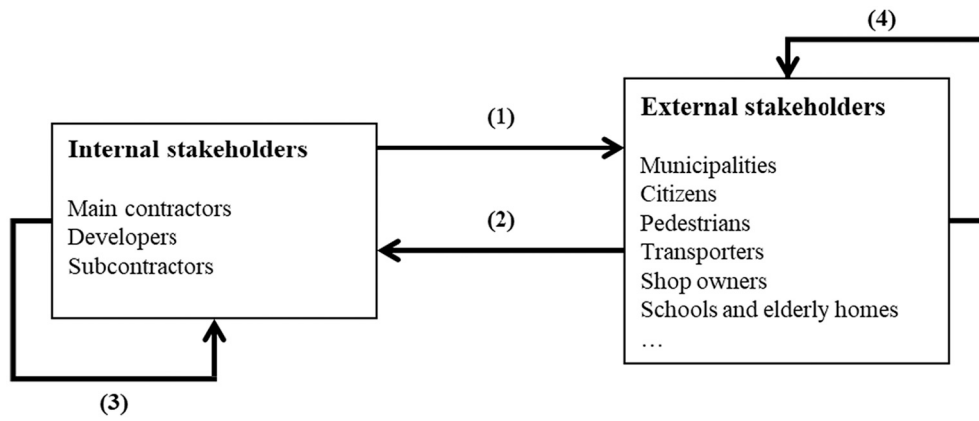 (4)
External stakeholders
Municipalities
Citizens
Pedestrians
Transporters
Shop owners
Schools and elderly homes
…
(1)
(2)
Internal stakeholders
Main contractors
Developers
Subcontractors
(3)